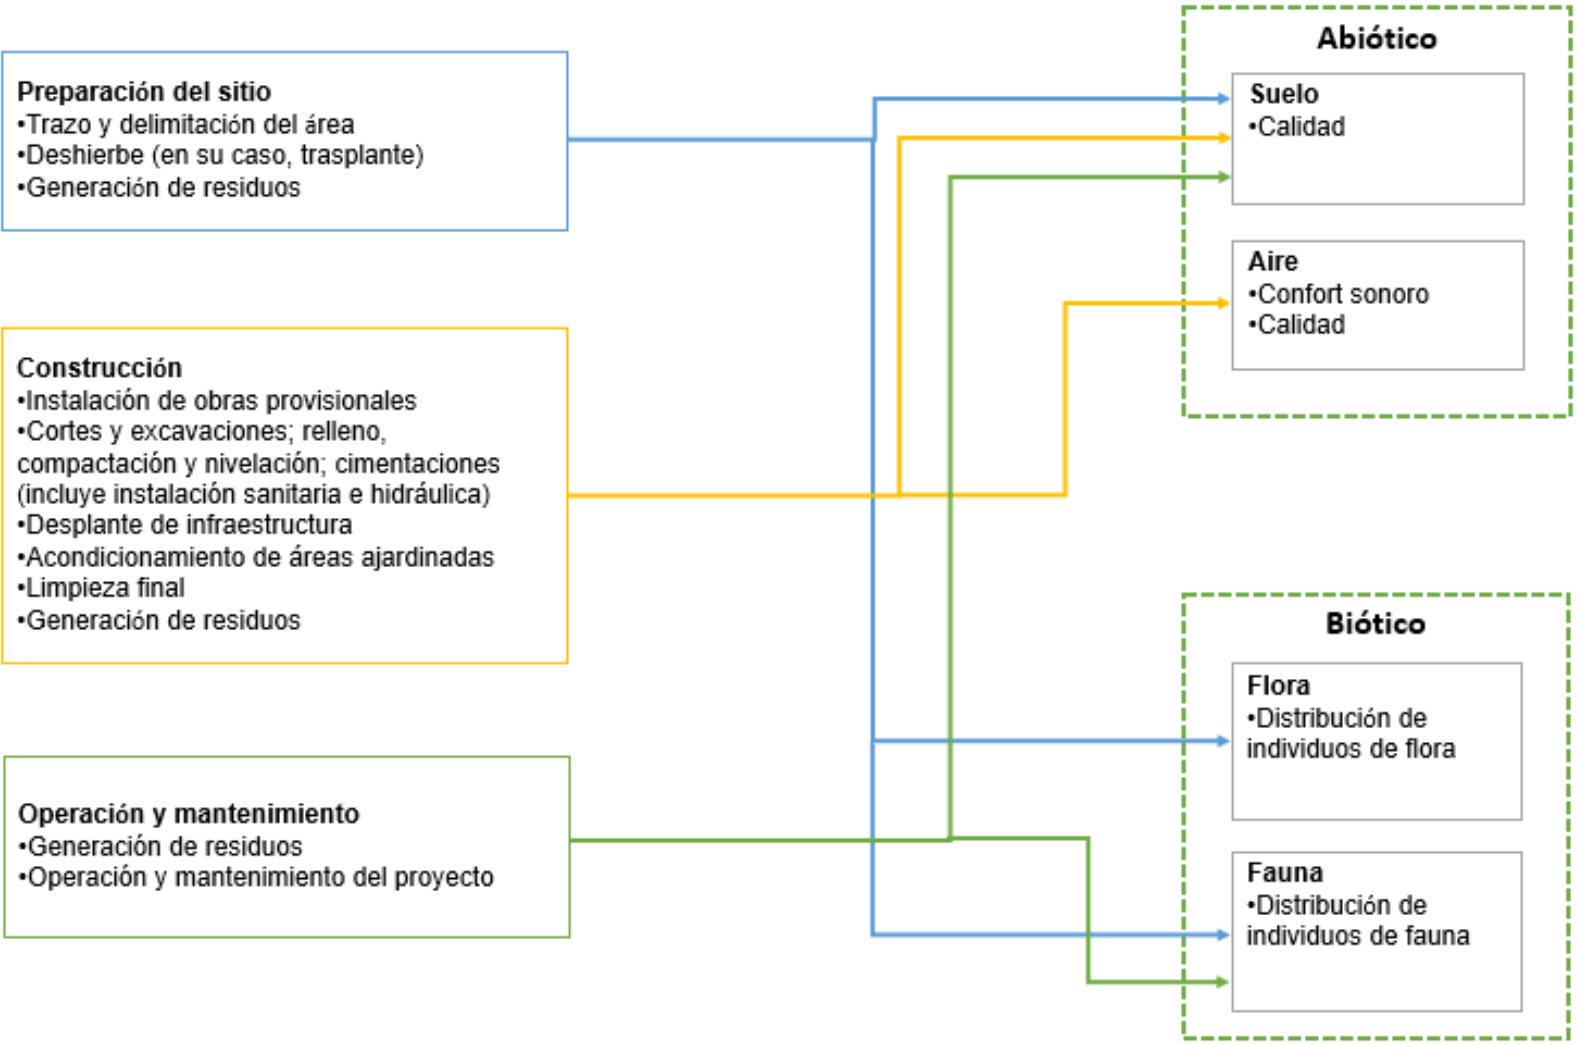 Preparación del sitio
•Trazo y delimitación del área
•Deshierbe (en su caso, trasplante)
•Generación de residuos
Construcción
•Instalación de obras provisionales
•Cortes y excavaciones; relleno,
compactación y nivelación; cimentaciones
(incluye instalación sanitaria e hidráulica)
•Desplante de infraestructura
•Acondicionamiento de áreas ajardinadas
•Limpieza final
•Generación de residuos
Operación y mantenimiento
•Generación de residuos
•Operación y mantenimiento del proyecto
Abiótico
Suelo
•Calidad
Aire
•Confort sonoro
•Calidad
Biótico
Flora
•Distribución de
individuos de flora
Fauna
•Distribución de
individuos de fauna